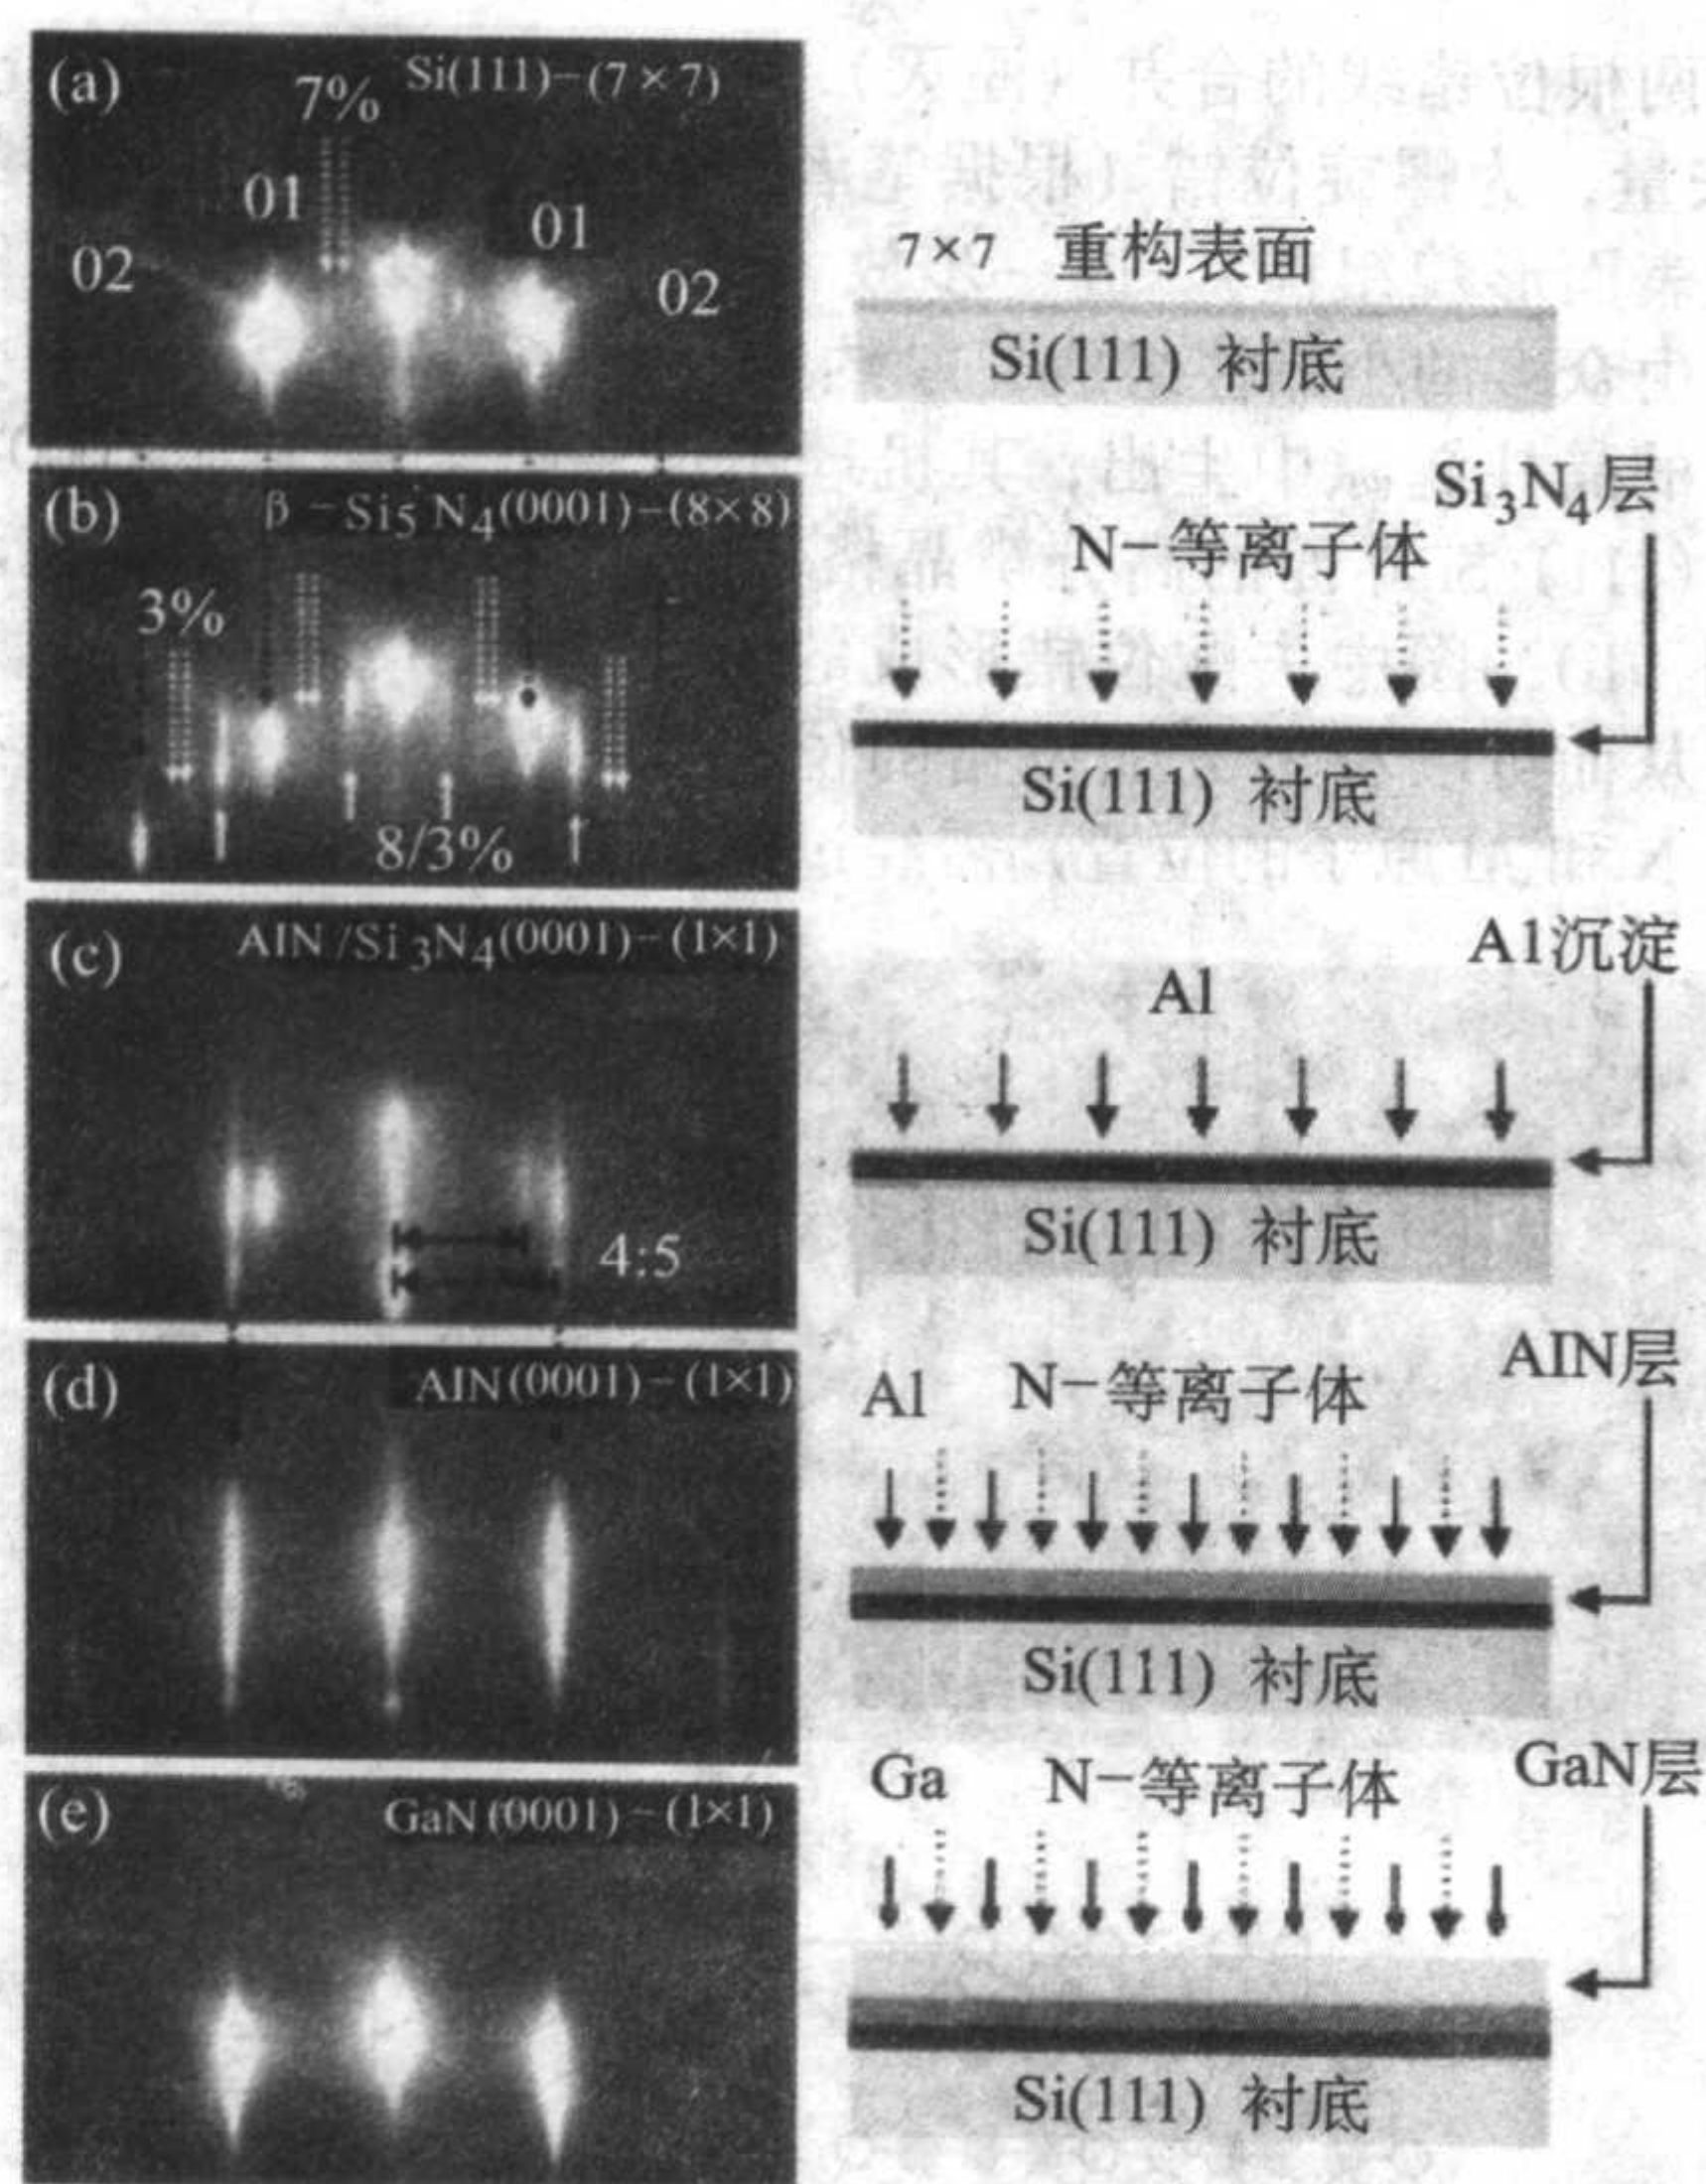 (a) 7% Si(111)-(7×7)
01 01
02 02
7×7 重构表面
Si(111) 衬底
(b) β-Si5 N4(0001)-(8×8)
3%
8/3%
Si3N4层
N-等离子体
Si(111) 衬底
(c) AlN/Si3N4(0001)-(1×1)
4:5
Al沉淀
Al
Si(111) 衬底
(d) AlN(0001)-(1×1)
AlN层
Al N-等离子体
Si(111) 衬底
(e) GaN(0001)-(1×1)
GaN层
Ga N-等离子体
Si(111) 衬底